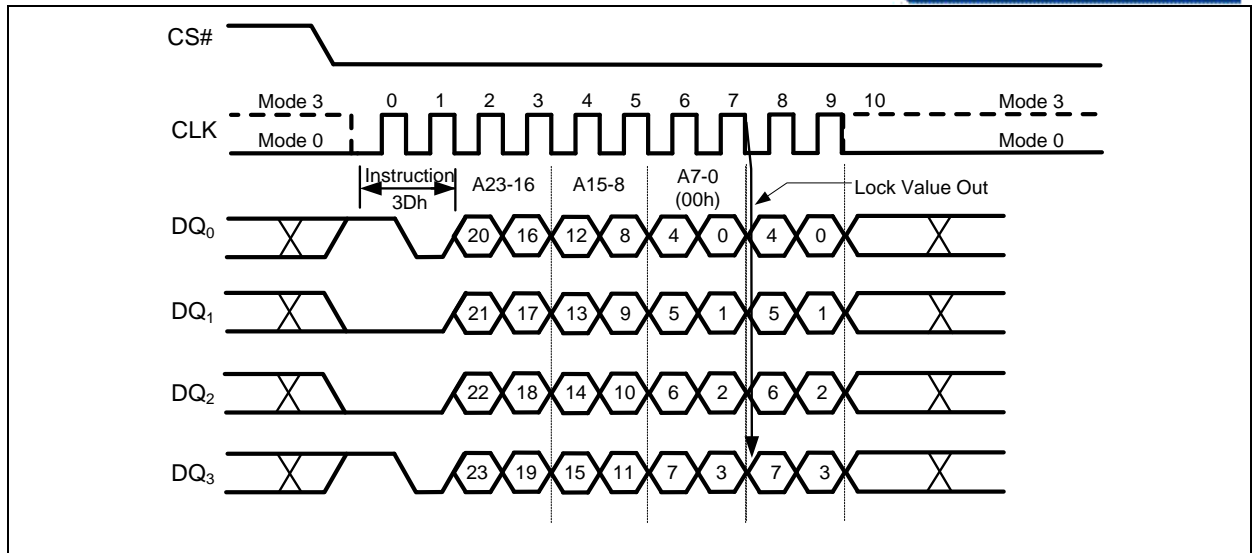 CS#
Mode 3 0 1 2 3 4 5 6 7 8 9 10 Mode 3
CLK
Mode 0 Mode 0
Instruction A23-16 A15-8 A7-0
3Dh (00h)
Lock Value Out
DQ0 20 16 12 8 4 0 4 0
DQ1 21 17 13 9 5 1 5 1
DQ2 22 18 14 10 6 2 6 2
DQ3 23 19 15 11 7 3 7 3